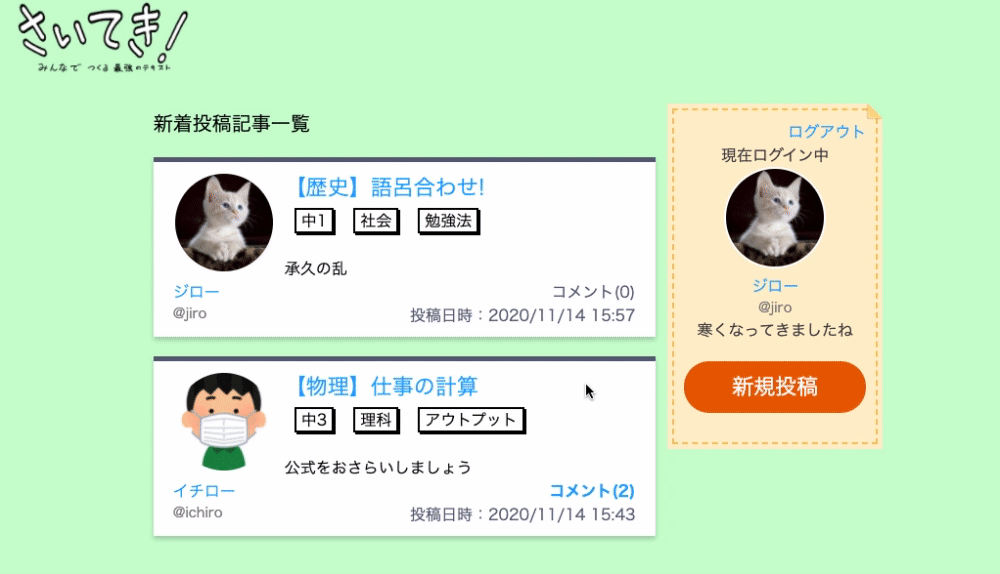 さいてき!
みんなで つくる 最強のテキスト
新着投稿記事一覧
【歴史】語呂合わせ!
中1 社会 勉強法
承久の乱
ジロー
コメント(0)
@jiro
投稿日時：2020/11/14 15:57
【物理】仕事の計算
中3 理科 アウトプット
公式をおさらいしましょう
イチロー
コメント(2)
@ichiro
投稿日時：2020/11/14 15:43
ログアウト
現在ログイン中
ジロー
@jiro
寒くなってきましたね
新規投稿